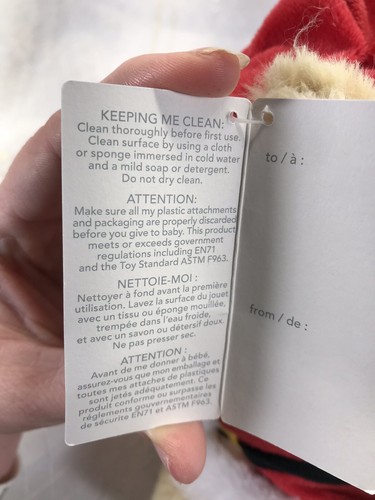 KEEPING ME CLEAN:
Clean thoroughly before first use.
Clean surface by using a cloth
or sponge immersed in cold water
and a mild soap or detergent.
Do not dry clean.
ATTENTION:
Make sure all my plastic attachments
and packaging are properly discarded
before you give to baby. This product
meets or exceeds government
regulations including EN71
and the Toy Standard ASTM F963.
NETTOIE-MOI :
Nettoyer à fond avant la première
utilisation. Lavez la surface du jouet
avec un tissu ou éponge mouillée,
trempée dans l'eau froide,
et avec un savon ou détersif doux.
Ne pas presser sec.
ATTENTION :
Avant de me donner à bébé,
assurez-vous que mon emballage et
toutes mes attaches de plastiques
sont jetés adéquatement. Ce
produit conforme ou surpasse les
réglements gouvernementaires
de sécurité EN71 et ASTM F963.
to / à :
from / de :